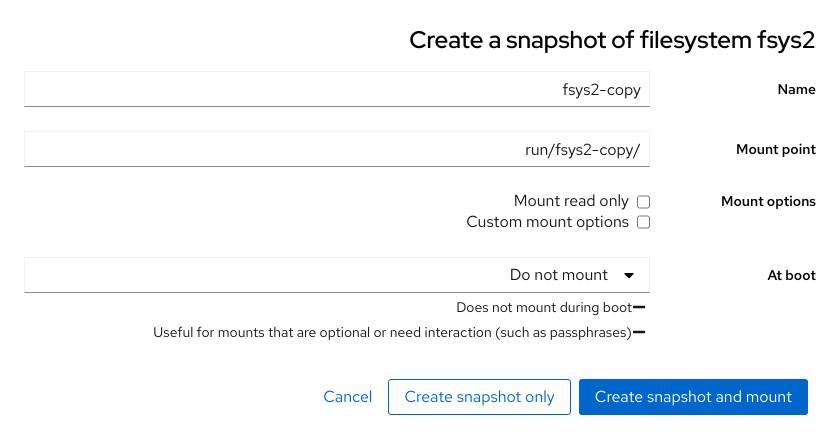 Create a snapshot of filesystem fsys2
Name
fsys2-copy
Mount point
run/fsys2-copy/
Mount options
Mount read only
Custom mount options
At boot
Do not mount
Does not mount during boot
Useful for mounts that are optional or need interaction (such as passphrases)
Create snapshot and mount
Create snapshot only
Cancel